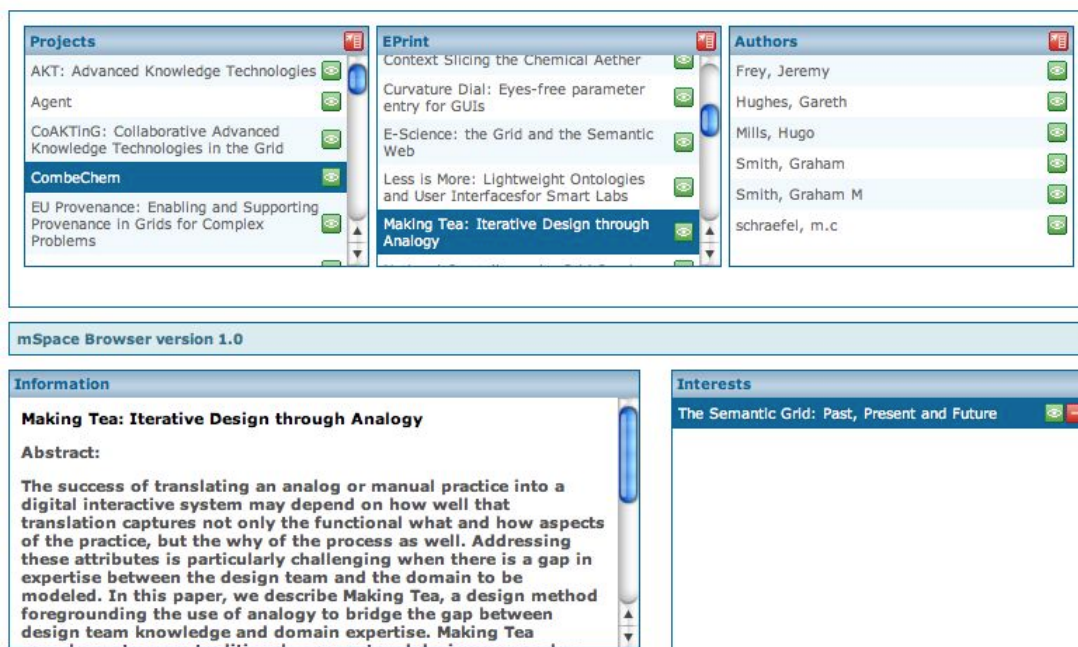 Projects
AKT: Advanced Knowledge Technologies
Agent
CoAKTinG: Collaborative Advanced
Knowledge Technologies in the Grid
CombeChem
EU Provenance: Enabling and Supporting
Provenance in Grids for Complex
Problems
EPrint
Context Slicing the Chemical Aether
Curvature Dial: Eyes-free parameter
entry for GUIs
E-Science: the Grid and the Semantic
Web
Less is More: Lightweight Ontologies
and User Interfacesfor Smart Labs
Making Tea: Iterative Design through
Analogy
Authors
Frey, Jeremy
Hughes, Gareth
Mills, Hugo
Smith, Graham
Smith, Graham M
schraefel, m.c
mSpace Browser version 1.0
Information
Making Tea: Iterative Design through Analogy
Abstract:
The success of translating an analog or manual practice into a
digital interactive system may depend on how well that
translation captures not only the functional what and how aspects
of the practice, but the why of the process as well. Addressing
these attributes is particularly challenging when there is a gap in
expertise between the design team and the domain to be
modeled. In this paper, we describe Making Tea, a design method
foregrounding the use of analogy to bridge the gap between
design team knowledge and domain expertise. Making Tea
Interests
The Semantic Grid: Past, Present and Future